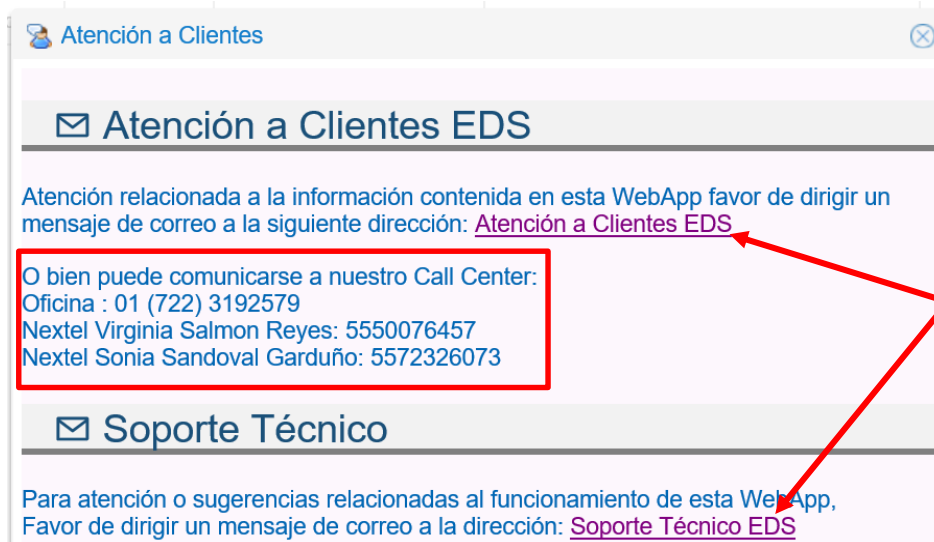 Atención a Clientes
Atención a Clientes EDS
Atención relacionada a la información contenida en esta WebApp favor de dirigir un
mensaje de correo a la siguiente dirección: Atención a Clientes EDS
O bien puede comunicarse a nuestro Call Center:
Oficina : 01 (722) 3192579
Nextel Virginia Salmon Reyes: 5550076457
Nextel Sonia Sandoval Garduño: 5572326073
Soporte Técnico
Para atención o sugerencias relacionadas al funcionamiento de esta WebApp,
Favor de dirigir un mensaje de correo a la dirección: Soporte Técnico EDS